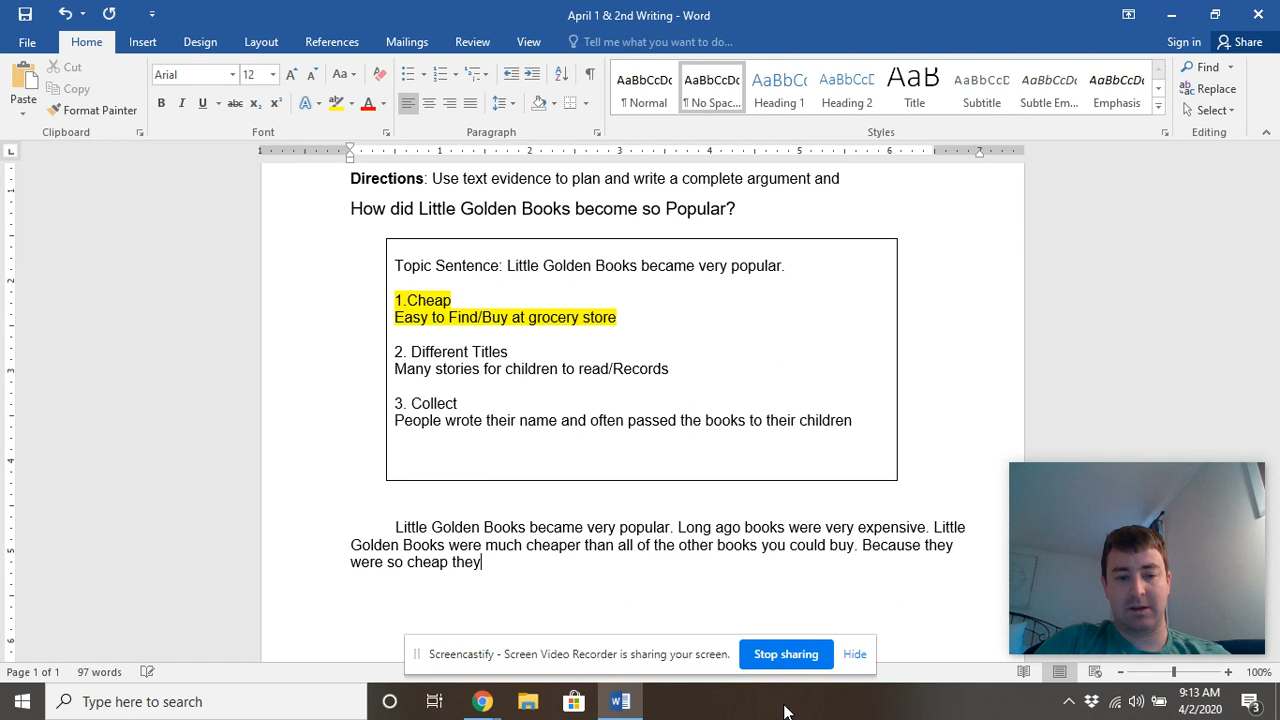 April 1 & 2nd Writing - Word
File Home Insert Design Layout References Mailings Review View Tell me what you want to do... Sign in Share
Paste Cut Copy Format Painter
Arial 12
AaBbCcDc AaBbCcDc AaBbCc AaBbCcD AaB AaBbCcD AaBbCcDc AaBbCcDc
¶ Normal ¶ No Spac... Heading 1 Heading 2 Title Subtitle Subtle Em... Emphasis
Find Replace Select
Clipboard Font Paragraph Styles Editing
Directions: Use text evidence to plan and write a complete argument and
How did Little Golden Books become so Popular?
Topic Sentence: Little Golden Books became very popular.
1.Cheap
Easy to Find/Buy at grocery store
2. Different Titles
Many stories for children to read/Records
3. Collect
People wrote their name and often passed the books to their children
Little Golden Books became very popular. Long ago books were very expensive. Little
Golden Books were much cheaper than all of the other books you could buy. Because they
were so cheap they
Screencastify - Screen Video Recorder is sharing your screen. Stop sharing Hide
Page 1 of 1 97 words 100%
Type here to search
9:13 AM
4/2/2020
3